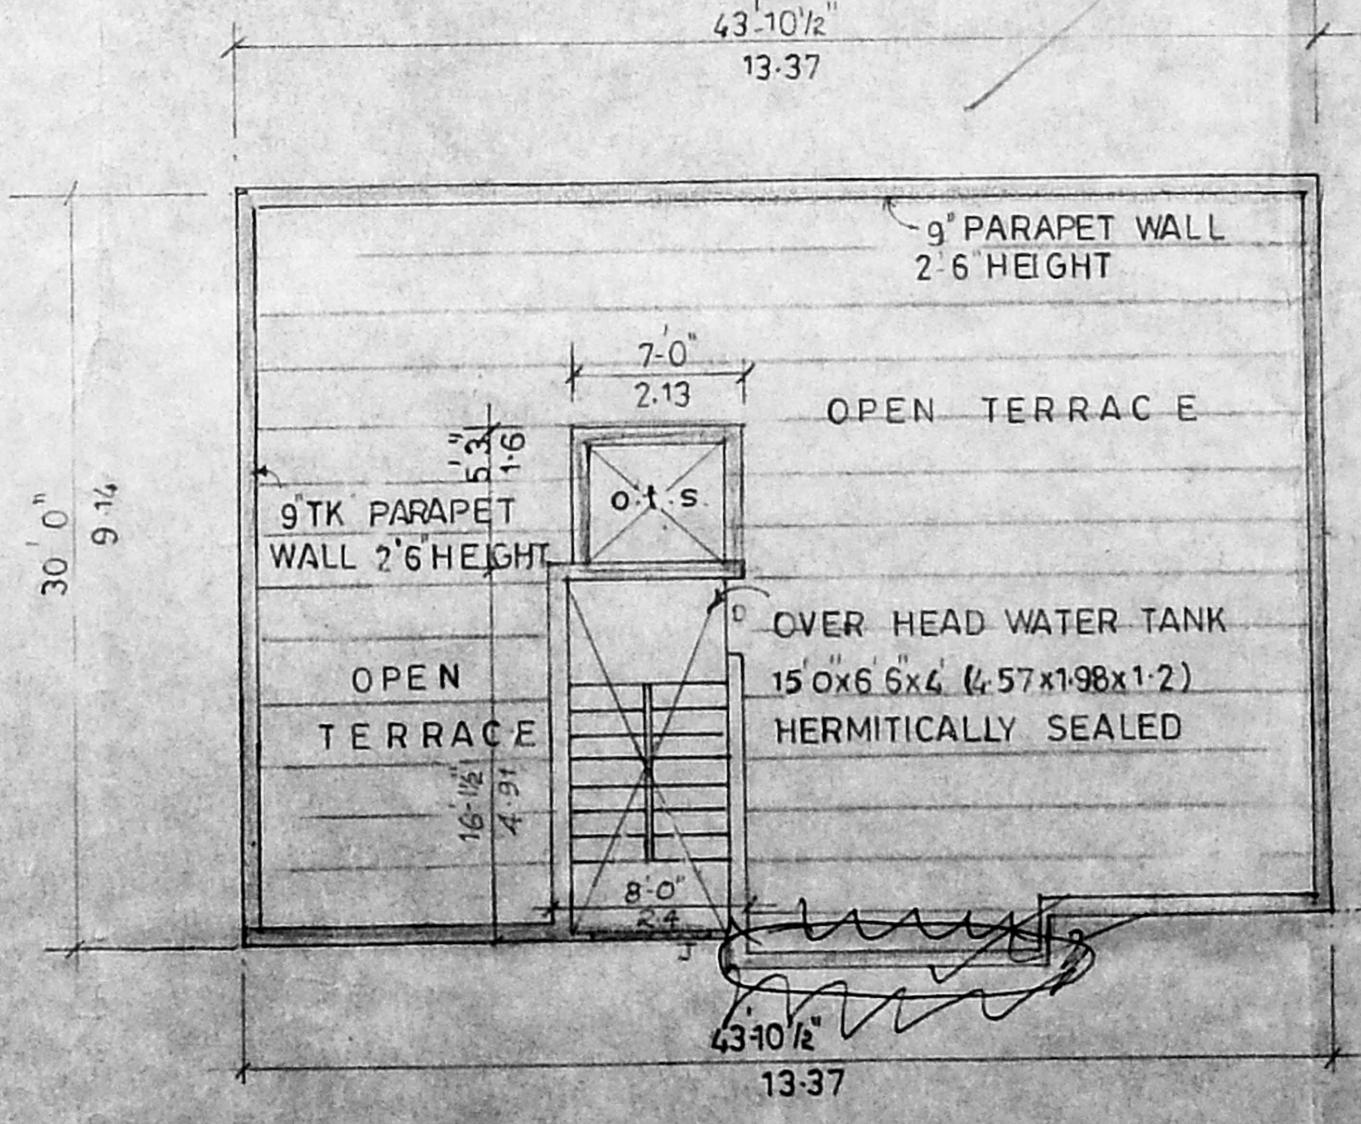 43'-10½"
13.37
9" PARAPET WALL
2'6" HEIGHT
7'-0"
2.13
OPEN TERRACE
5'3"
1.6
o.t.s.
30'0"
9.14
9"TK PARAPET
WALL 2'6"HEIGHT
D
OVER HEAD WATER TANK
15'0"x6'6"x4' (4.57x1.98x1.2)
HERMITICALLY SEALED
OPEN
TERRACE
16'-1½"
4.91
8'-0"
2.4
J
43'-10½"
13.37